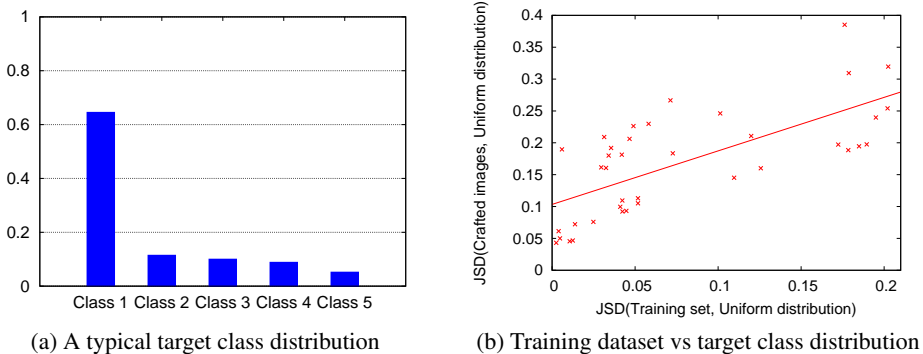 1
0.8
0.6
0.4
0.2
0
Class 1 Class 2 Class 3 Class 4 Class 5
(a) A typical target class distribution
JSD(Crafted images, Uniform distribution)
0.4
0.35
0.3
0.25
0.2
0.15
0.1
0.05
0
0 0.05 0.1 0.15 0.2
JSD(Training set, Uniform distribution)
(b) Training dataset vs target class distribution